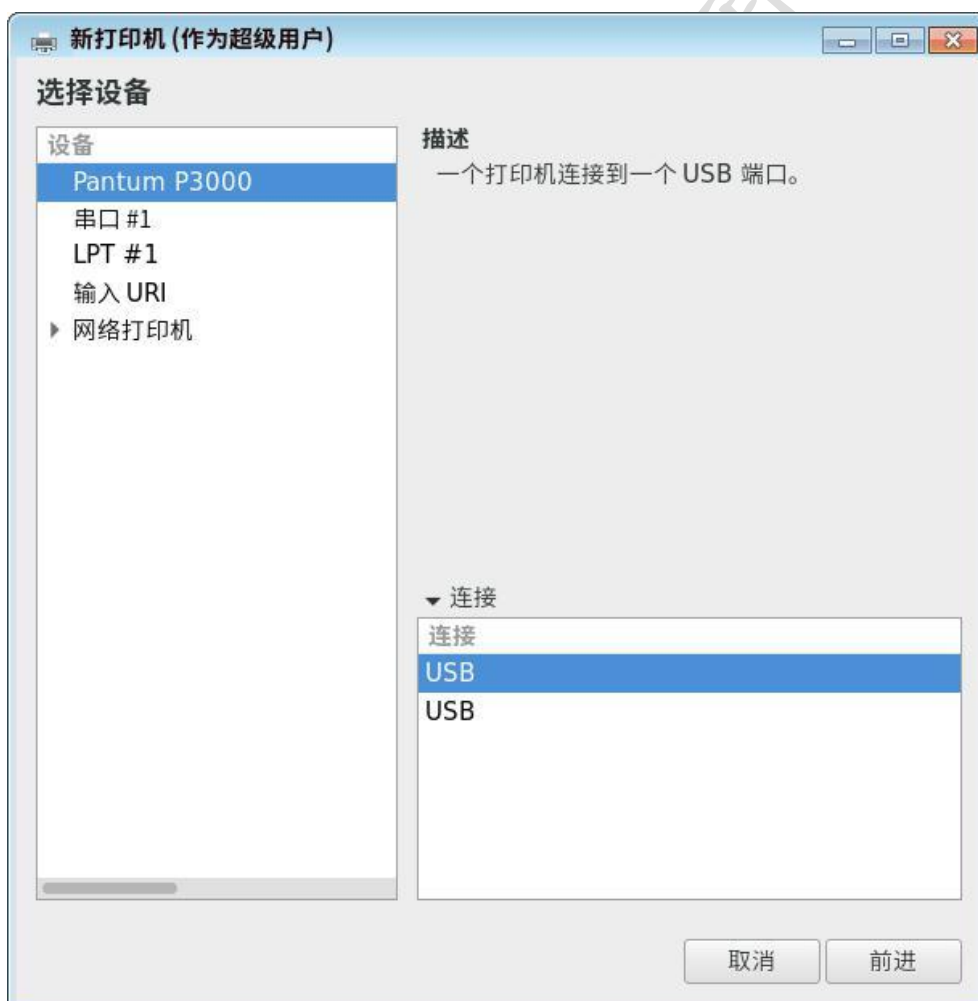 新打印机 (作为超级用户)
选择设备
设备
Pantum P3000
串口 #1
LPT #1
输入 URI
网络打印机
描述
一个打印机连接到一个 USB 端口。
连接
连接
USB
USB
取消
前进